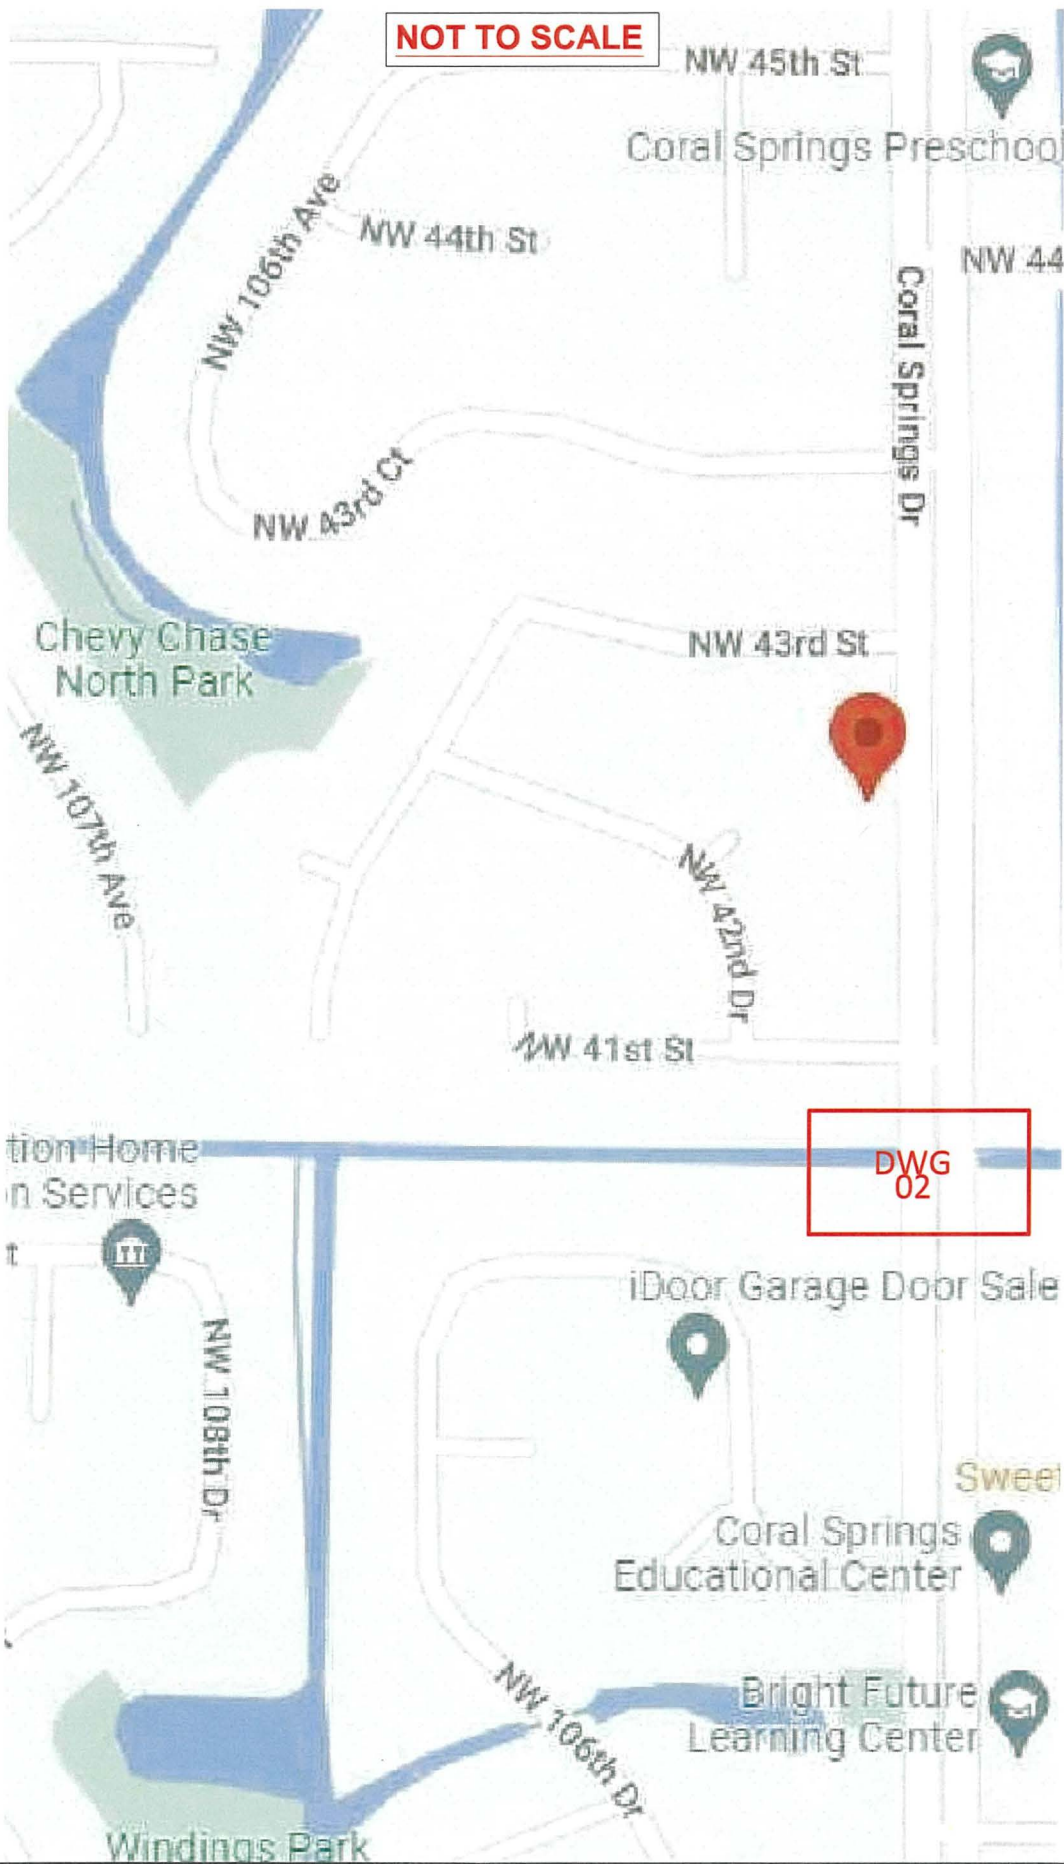 NOT TO SCALE
NW 45th St
Coral Springs Preschool
NW 106th Ave
NW 44th St
NW 44
Coral Springs Dr
NW 43rd Ct
Chevy Chase
North Park
NW 43rd St
NW 107th Ave
NW 42nd Dr
NW 41st St
tion Home
n Services
DWG
02
t
iDoor Garage Door Sale
NW 108th Dr
Sweet
Coral Springs
Educational Center
NW 106th Dr
Bright Future
Learning Center
Windings Park